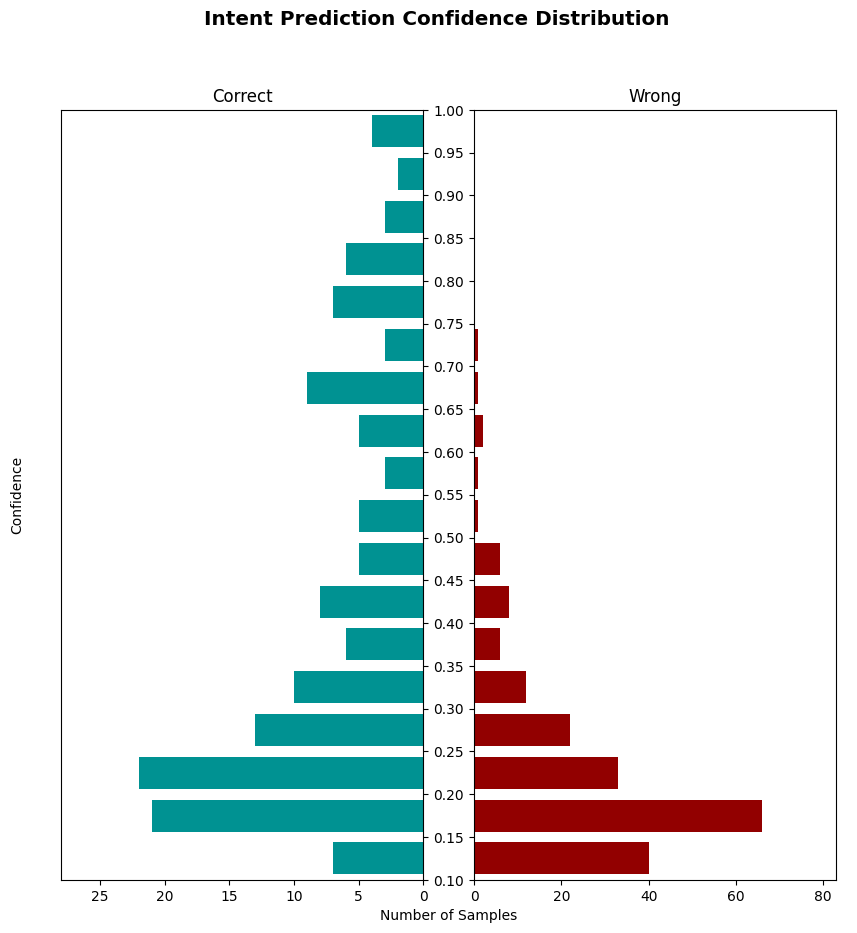 Intent Prediction Confidence Distribution
Correct
Wrong
1.00
0.95
0.90
0.85
0.80
0.75
0.70
0.65
0.60
0.55
0.50
0.45
0.40
0.35
0.30
0.25
0.20
0.15
0.10
Confidence
25 20 15 10 5 0
0 20 40 60 80
Number of Samples